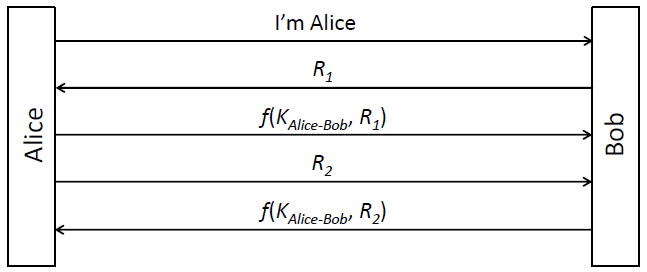 I'm Alice
R1
f(KAlice-Bob, R1)
R2
f(KAlice-Bob, R2)
Alice
Bob